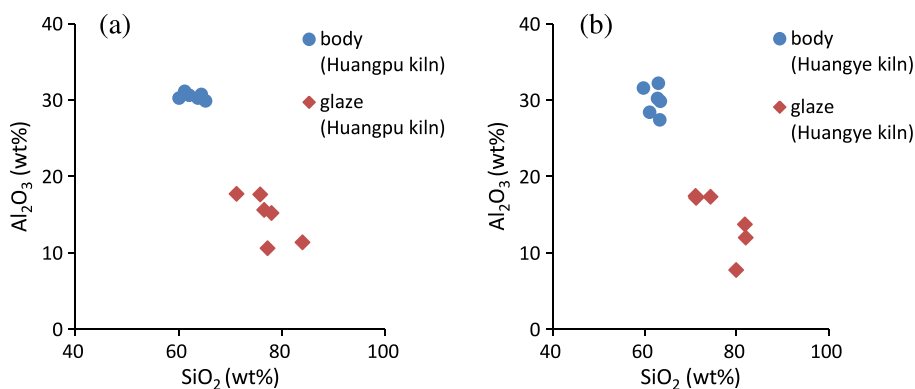 (a)
body
(Huangpu kiln)
glaze
(Huangpu kiln)
Al₂O₃ (wt%)
40
30
20
10
0
40 60 80 100
SiO₂ (wt%)
(b)
body
(Huangye kiln)
glaze
(Huangye kiln)
Al₂O₃ (wt%)
40
30
20
10
0
40 60 80 100
SiO₂ (wt%)